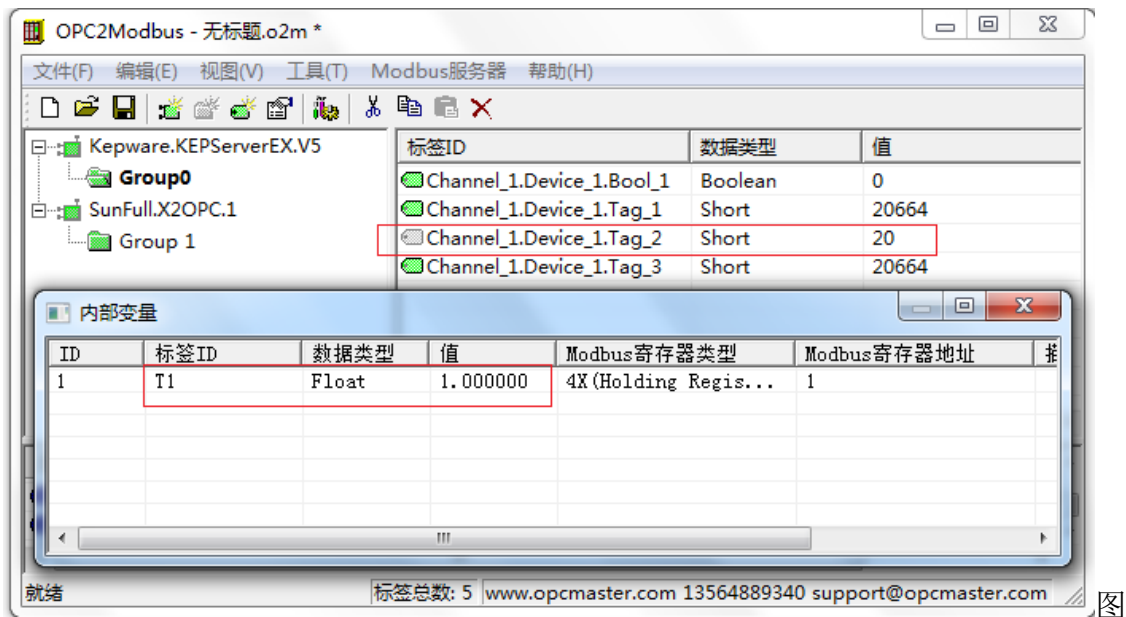 OPC2Modbus - 无标题.o2m *
文件(F) 编辑(E) 视图(V) 工具(T) Modbus服务器 帮助(H)
Kepware.KEPServerEX.V5
Group0
SunFull.X2OPC.1
Group 1
标签ID 数据类型 值
Channel_1.Device_1.Bool_1 Boolean 0
Channel_1.Device_1.Tag_1 Short 20664
Channel_1.Device_1.Tag_2 Short 20
Channel_1.Device_1.Tag_3 Short 20664
内部变量
ID 标签ID 数据类型 值 Modbus寄存器类型 Modbus寄存器地址
1 T1 Float 1.000000 4X(Holding Regis... 1
就绪 标签总数: 5 www.opcmaster.com 13564889340 support@opcmaster.com
图